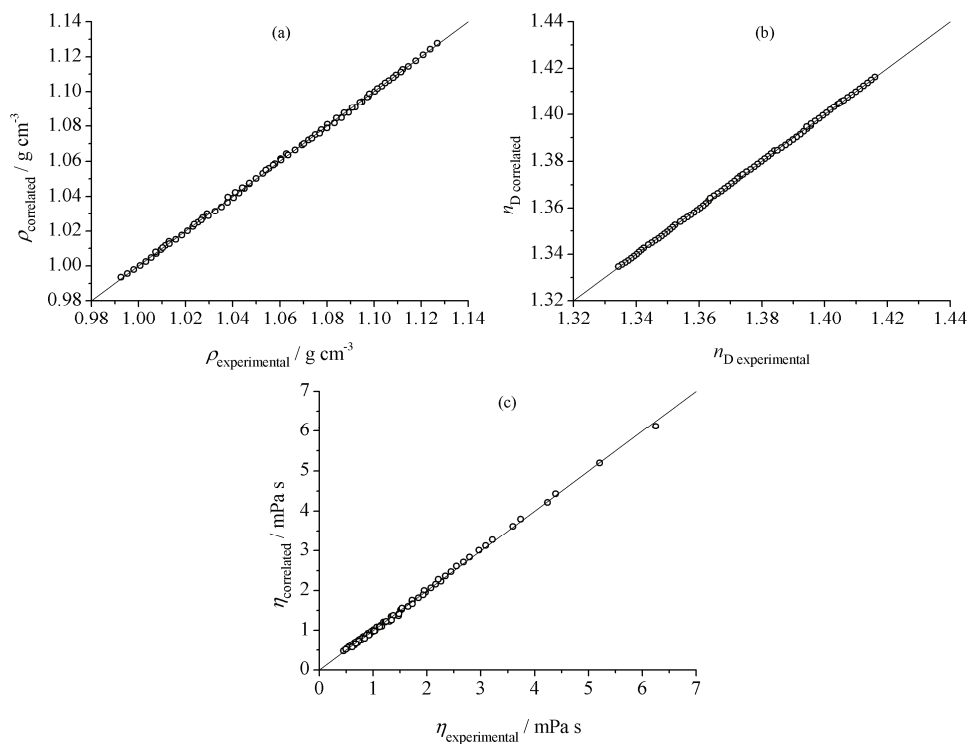 (a)
1.14
1.12
1.10
1.08
1.06
1.04
1.02
1.00
0.98
0.98 1.00 1.02 1.04 1.06 1.08 1.10 1.12 1.14
ρcorrelated / g cm-3
ρexperimental / g cm-3
(b)
1.44
1.42
1.40
1.38
1.36
1.34
1.32
1.32 1.34 1.36 1.38 1.40 1.42 1.44
nD correlated
nD experimental
(c)
7
6
5
4
3
2
1
0
0 1 2 3 4 5 6 7
ηcorrelated / mPa s
ηexperimental / mPa s